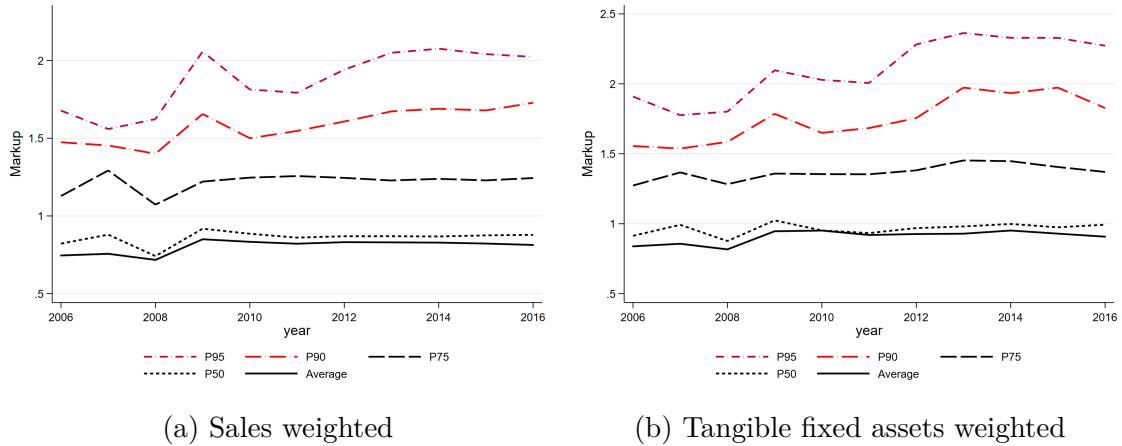 2
1.5
1
.5
Markup
2006
2008
2010
2012
2014
2016
year
P95
P90
P75
P50
Average
(a) Sales weighted
2.5
2
1.5
1
.5
Markup
2006
2008
2010
2012
2014
2016
year
P95
P90
P75
P50
Average
(b) Tangible fixed assets weighted